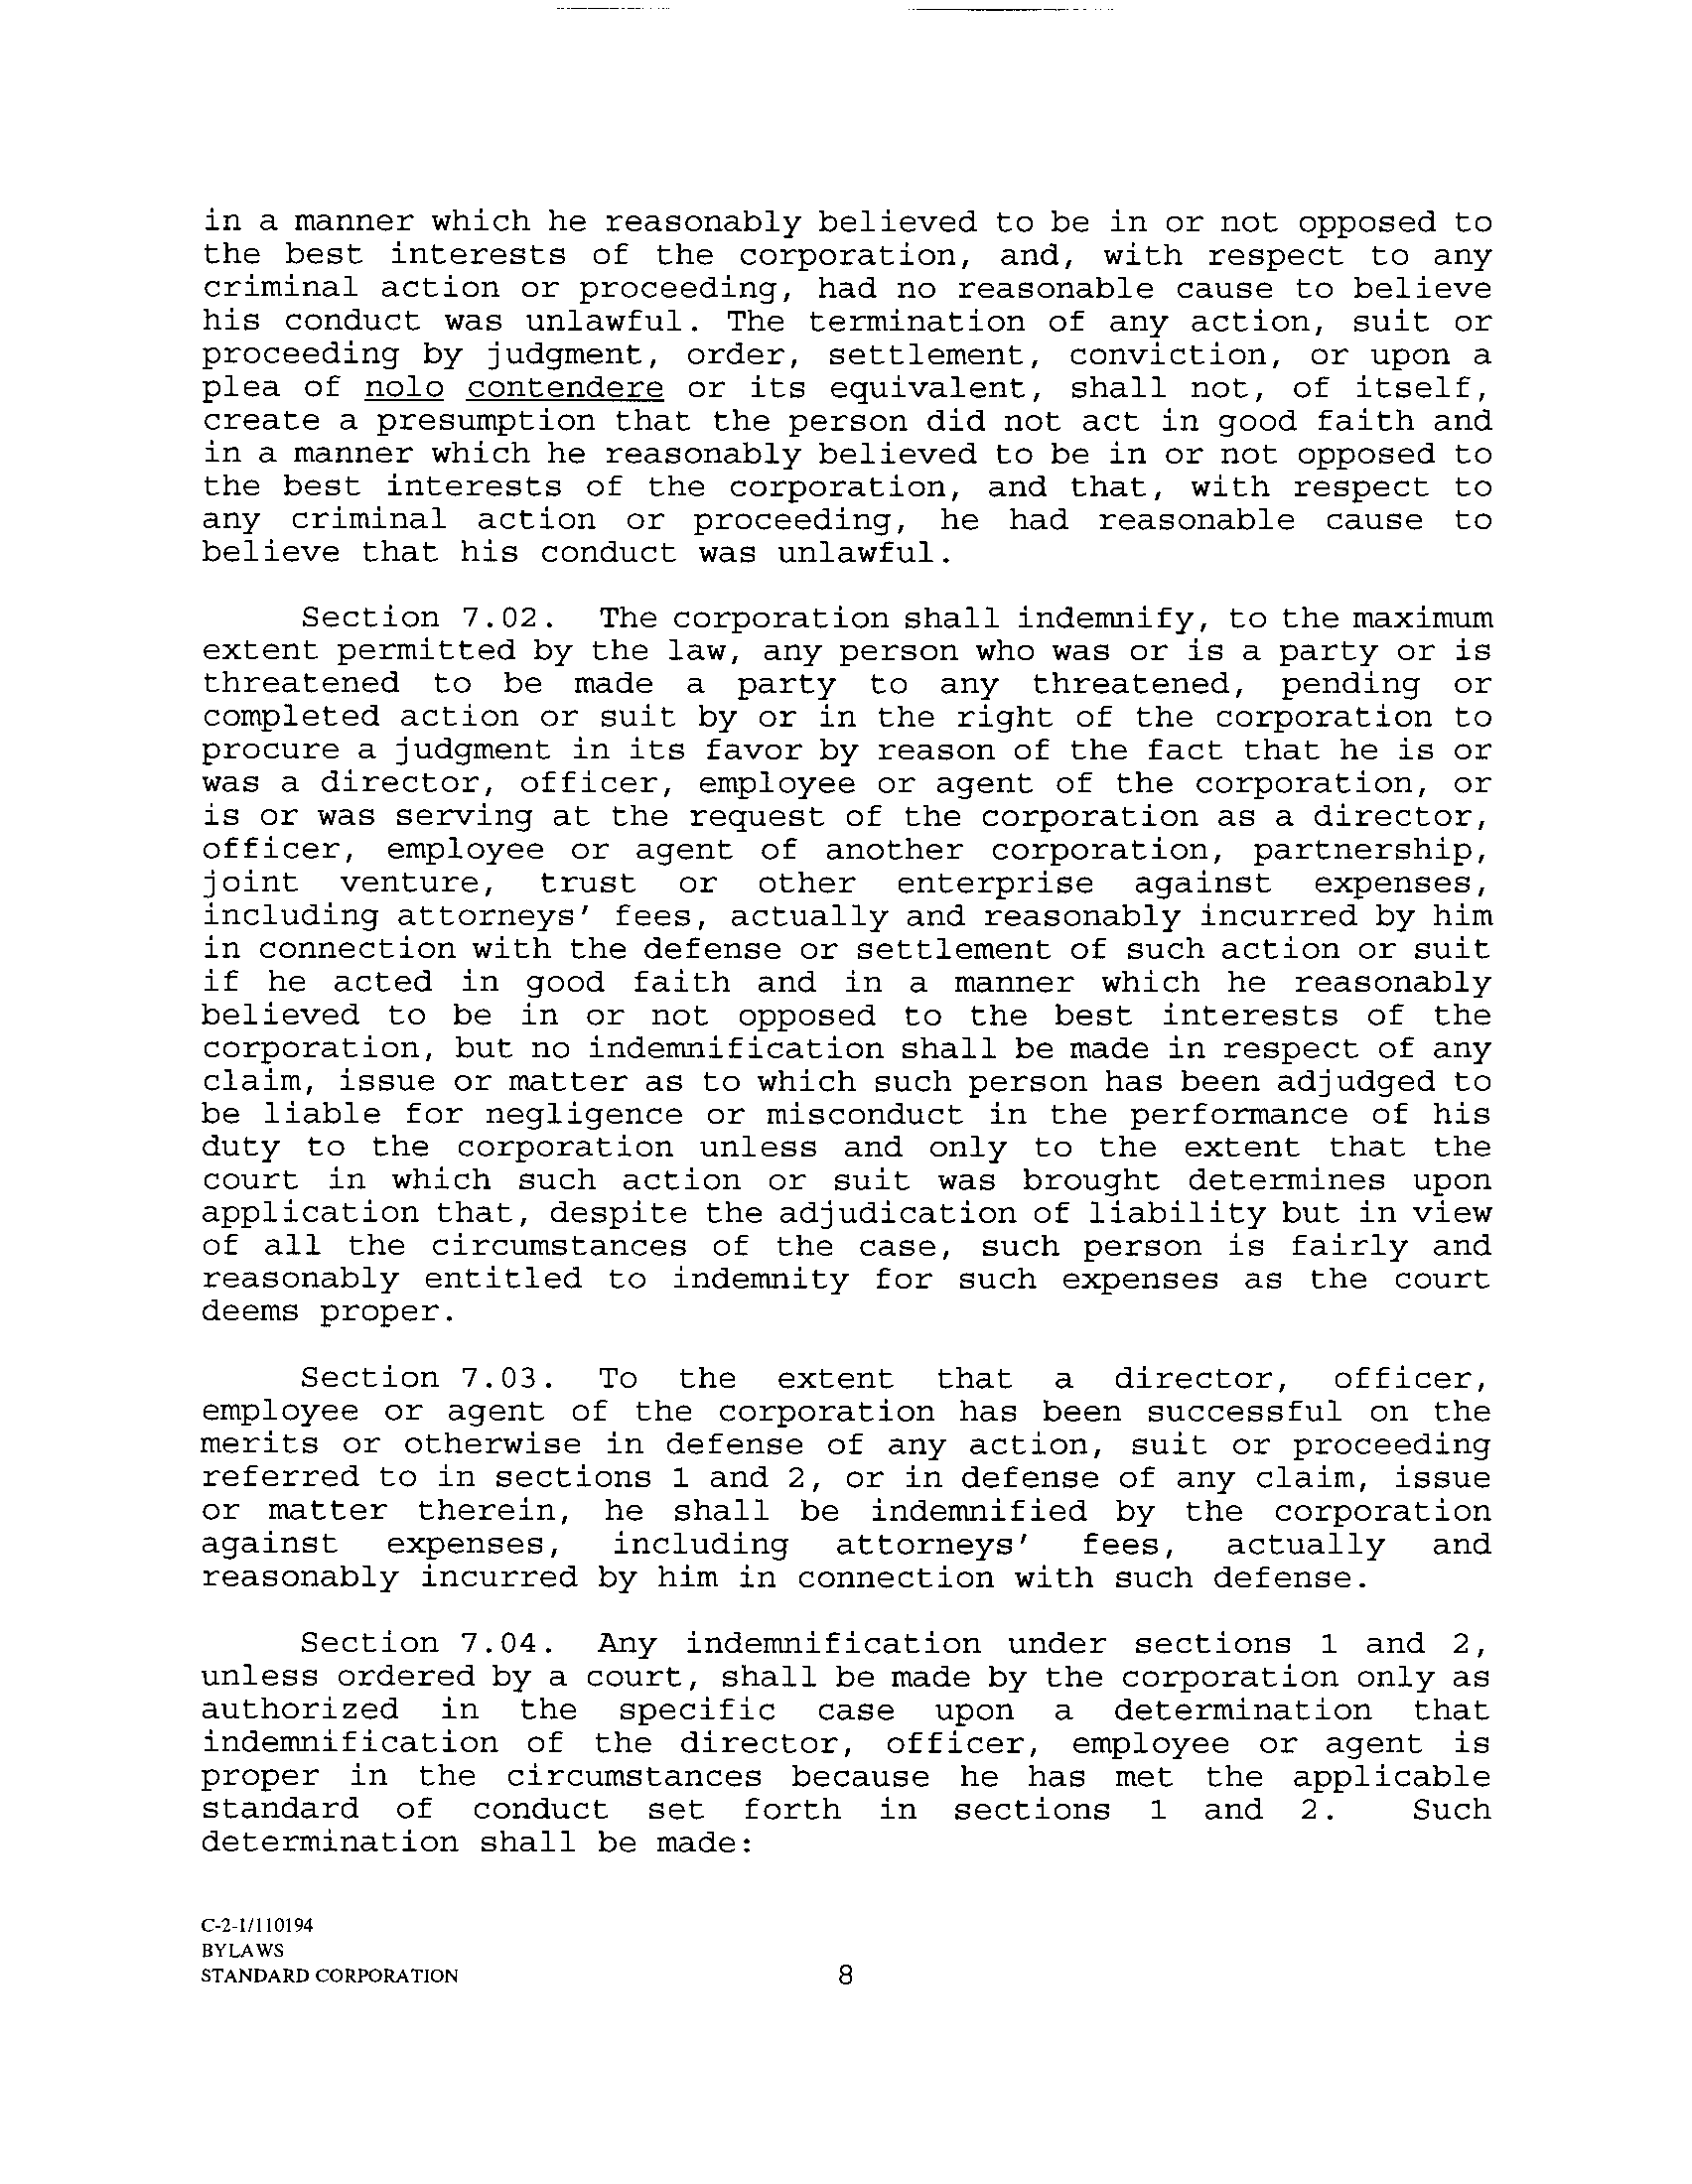 in a manner which he reasonably believed to be in or not opposed to
the best interests of the corporation, and, with respect to any
criminal action or proceeding, had no reasonable cause to believe
his conduct was unlawful. The termination of any action, suit or
proceeding by judgment, order, settlement, conviction, or upon a
plea of nolo contendere or its equivalent, shall not, of itself,
create a presumption that the person did not act in good faith and
in a manner which he reasonably believed to be in or not opposed to
the best interests of the corporation, and that, with respect to
any criminal action or proceeding, he had reasonable cause to
believe that his conduct was unlawful.
Section 7.02. The corporation shall indemnify, to the maximum
extent permitted by the law, any person who was or is a party or is
threatened to be made a party to any threatened, pending or
completed action or suit by or in the right of the corporation to
procure a judgment in its favor by reason of the fact that he is or
was a director, officer, employee or agent of the corporation, or
is or was serving at the request of the corporation as a director,
officer, employee or agent of another corporation, partnership,
joint venture, trust or other enterprise against expenses,
including attorneys' fees, actually and reasonably incurred by him
in connection with the defense or settlement of such action or suit
if he acted in good faith and in a manner which he reasonably
believed to be in or not opposed to the best interests of the
corporation, but no indemnification shall be made in respect of any
claim, issue or matter as to which such person has been adjudged to
be liable for negligence or misconduct in the performance of his
duty to the corporation unless and only to the extent that the
court in which such action or suit was brought determines upon
application that, despite the adjudication of liability but in view
of all the circumstances of the case, such person is fairly and
reasonably entitled to indemnity for such expenses as the court
deems proper.
Section 7.03. To the extent that a director, officer,
employee or agent of the corporation has been successful on the
merits or otherwise in defense of any action, suit or proceeding
referred to in sections 1 and 2, or in defense of any claim, issue
or matter therein, he shall be indemnified by the corporation
against expenses, including attorneys' fees, actually and
reasonably incurred by him in connection with such defense.
Section 7.04. Any indemnification under sections 1 and 2,
unless ordered by a court, shall be made by the corporation only as
authorized in the specific case upon a determination that
indemnification of the director, officer, employee or agent is
proper in the circumstances because he has met the applicable
standard of conduct set forth in sections 1 and 2. Such
determination shall be made:
C-2-1/110194
BYLAWS
STANDARD CORPORATION 8